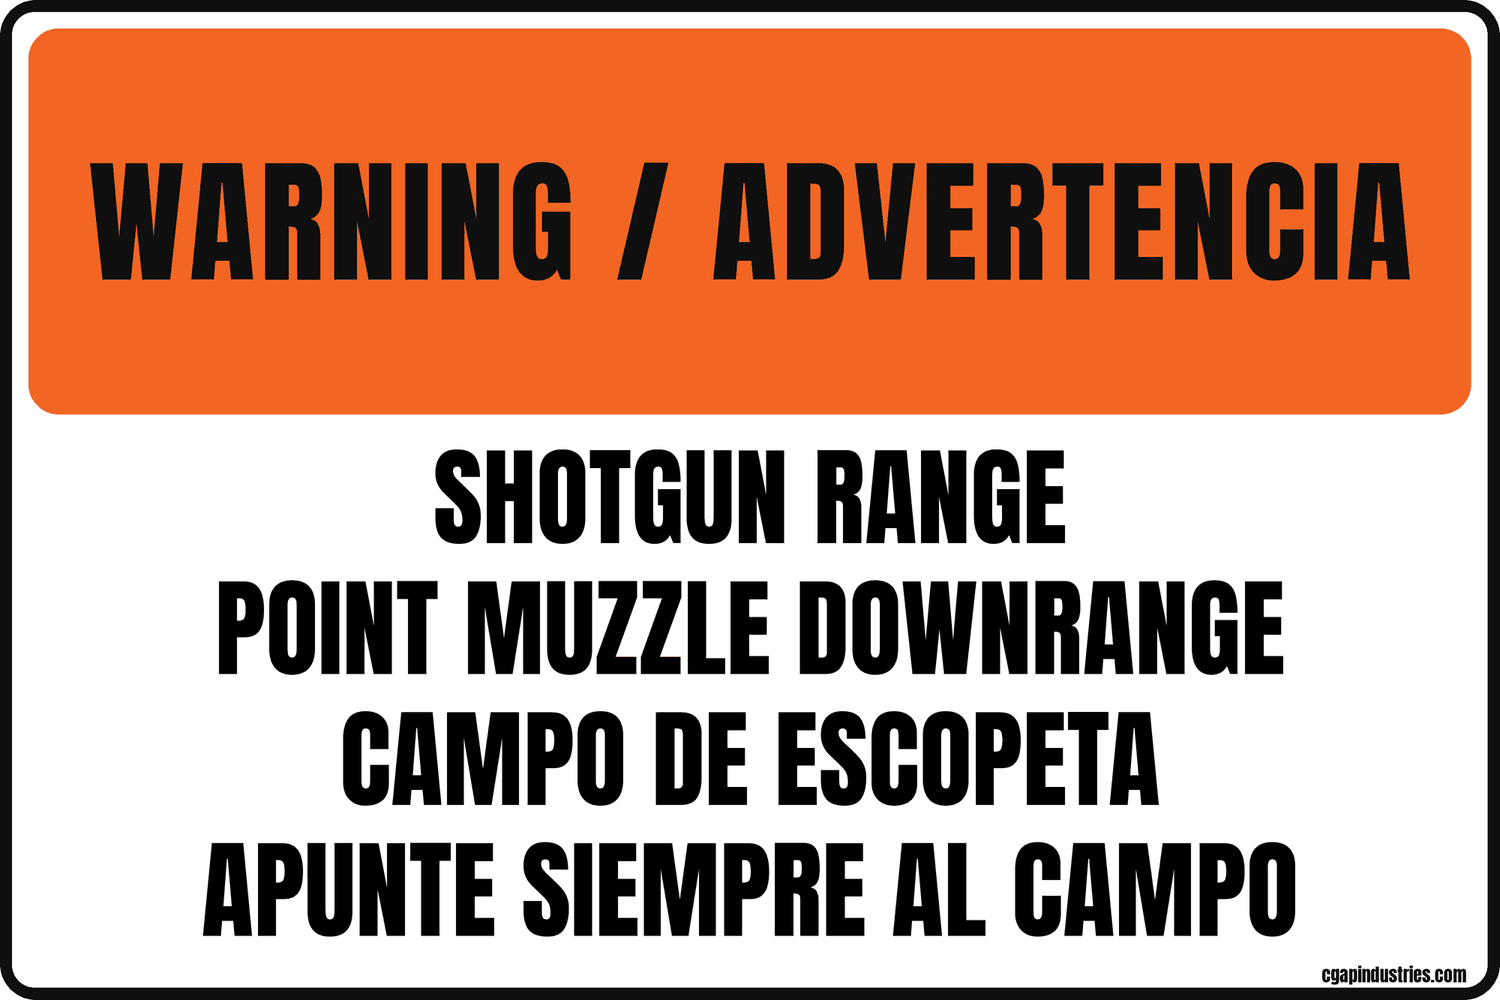 WARNING / ADVERTENCIA
SHOTGUN RANGE
POINT MUZZLE DOWNRANGE
CAMPO DE ESCOPETA
APUNTE SIEMPRE AL CAMPO
cgapindustries.com